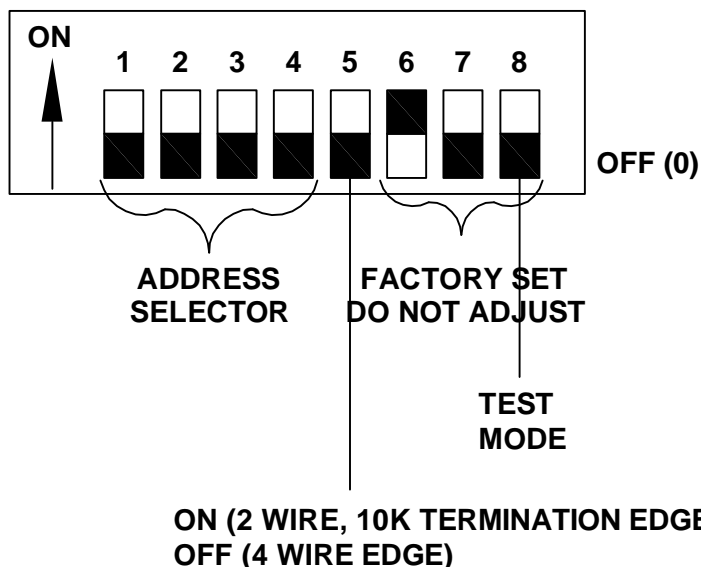 ON
1 2 3 4 5 6 7 8
OFF (0)
ADDRESS
SELECTOR
FACTORY SET
DO NOT ADJUST
TEST
MODE
ON (2 WIRE, 10K TERMINATION EDGE
OFF (4 WIRE EDGE)